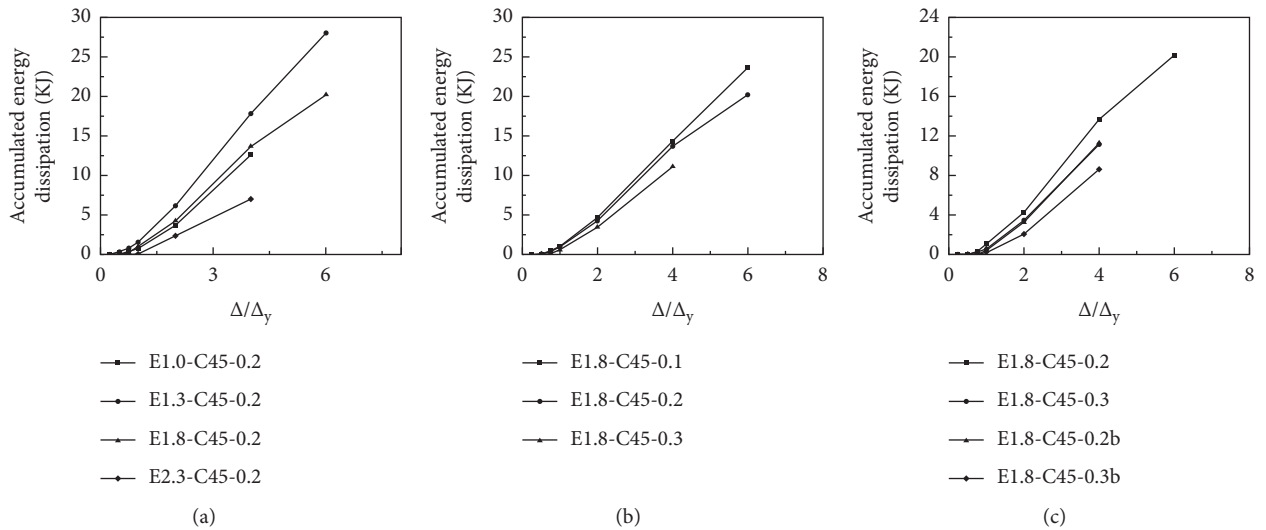 Accumulated energy
dissipation (KJ)
30
25
20
15
10
5
0
0
3
6
Δ/Δy
E1.0-C45-0.2
E1.3-C45-0.2
E1.8-C45-0.2
E2.3-C45-0.2
(a)
Accumulated energy
dissipation (KJ)
30
25
20
15
10
5
0
0
2
4
6
8
Δ/Δy
E1.8-C45-0.1
E1.8-C45-0.2
E1.8-C45-0.3
(b)
Accumulated energy
dissipation (KJ)
24
20
16
12
8
4
0
0
2
4
6
8
Δ/Δy
E1.8-C45-0.2
E1.8-C45-0.3
E1.8-C45-0.2b
E1.8-C45-0.3b
(c)